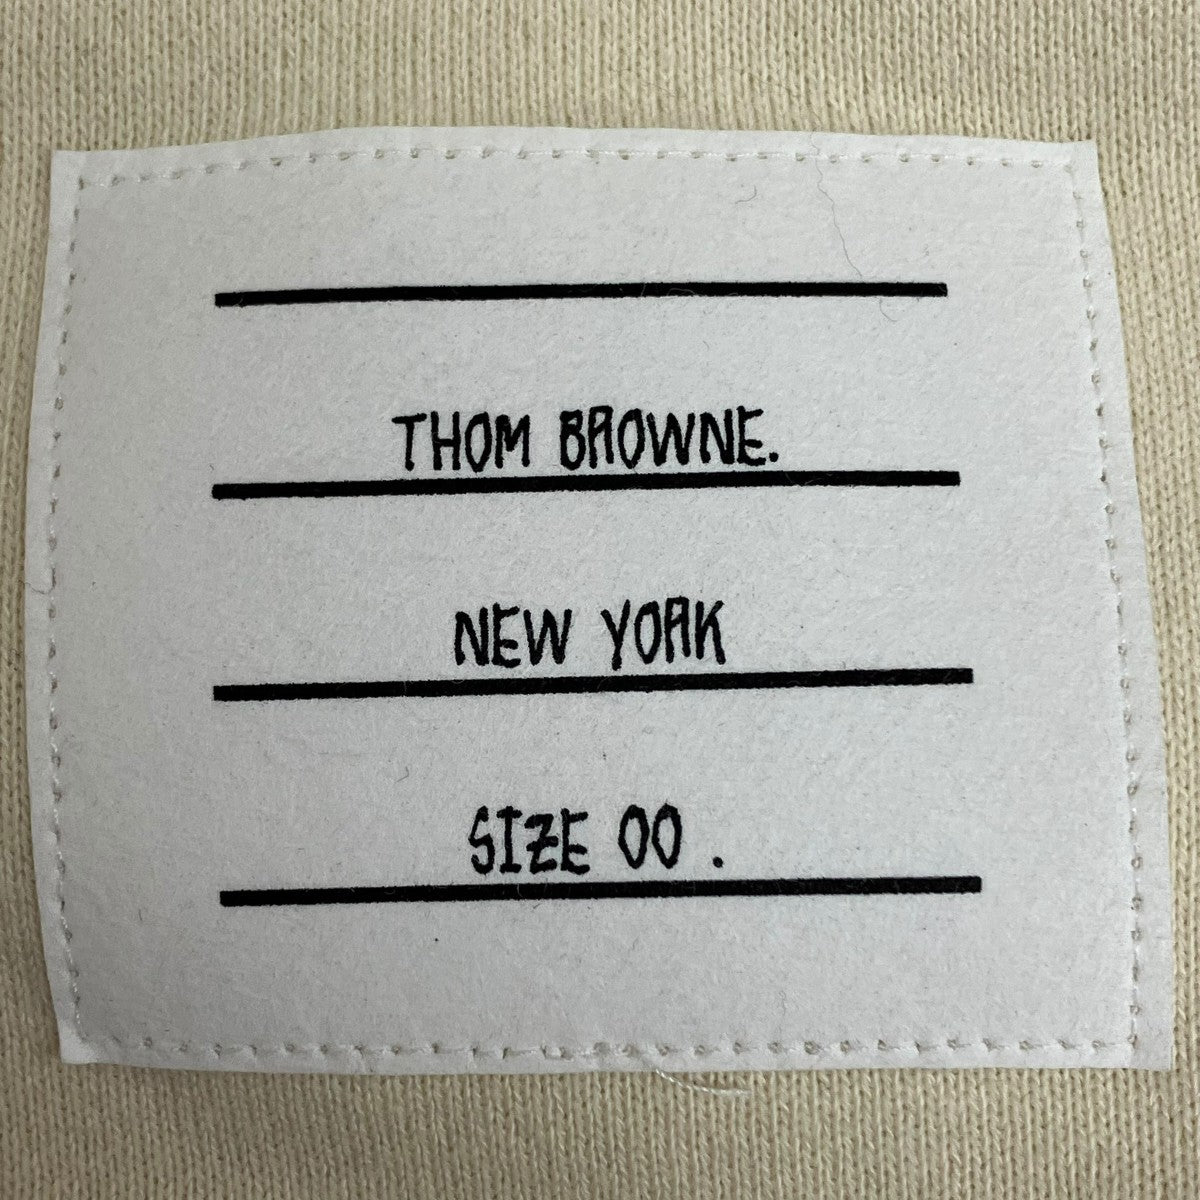 THOM BROWNE.
NEW YORK
SIZE 00 .